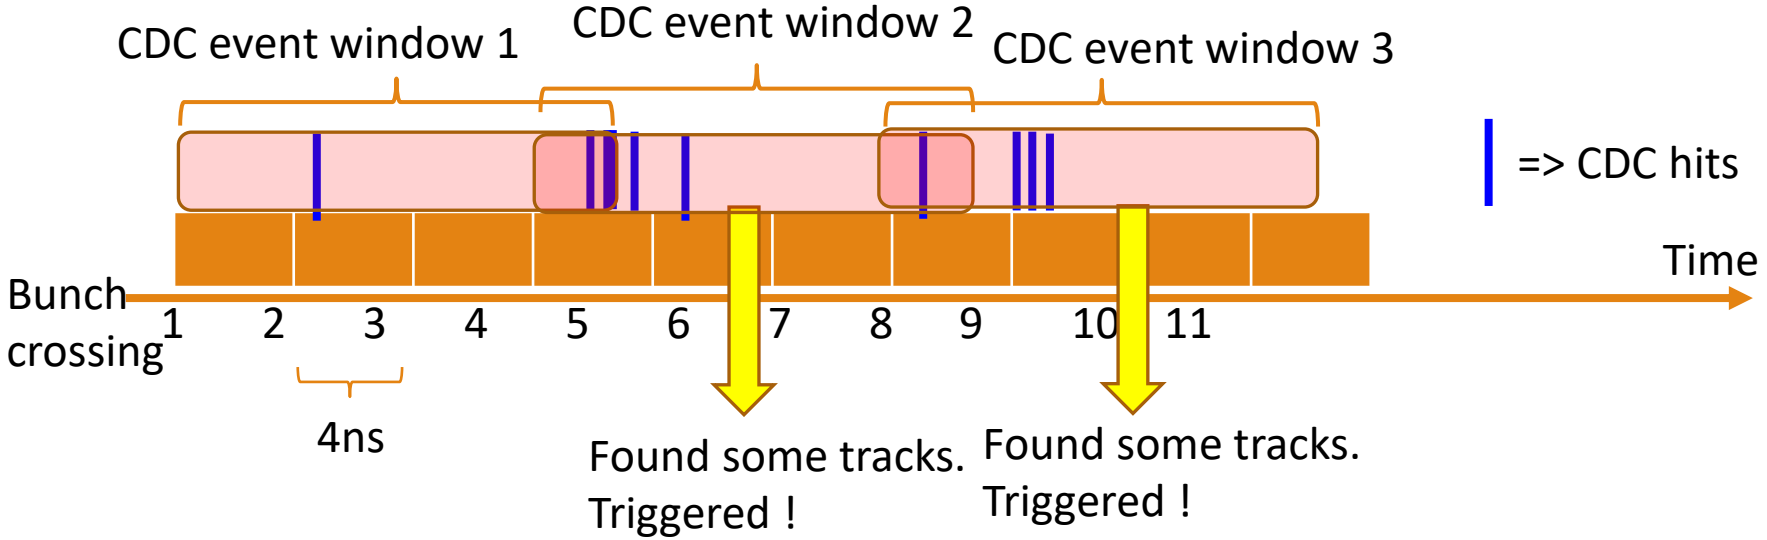 CDC event window 1
CDC event window 2
CDC event window 3
=> CDC hits
Time
Bunch
crossing
1 2 3 4 5 6 7 8 9 10 11
4ns
Found some tracks.
Triggered !
Found some tracks.
Triggered !